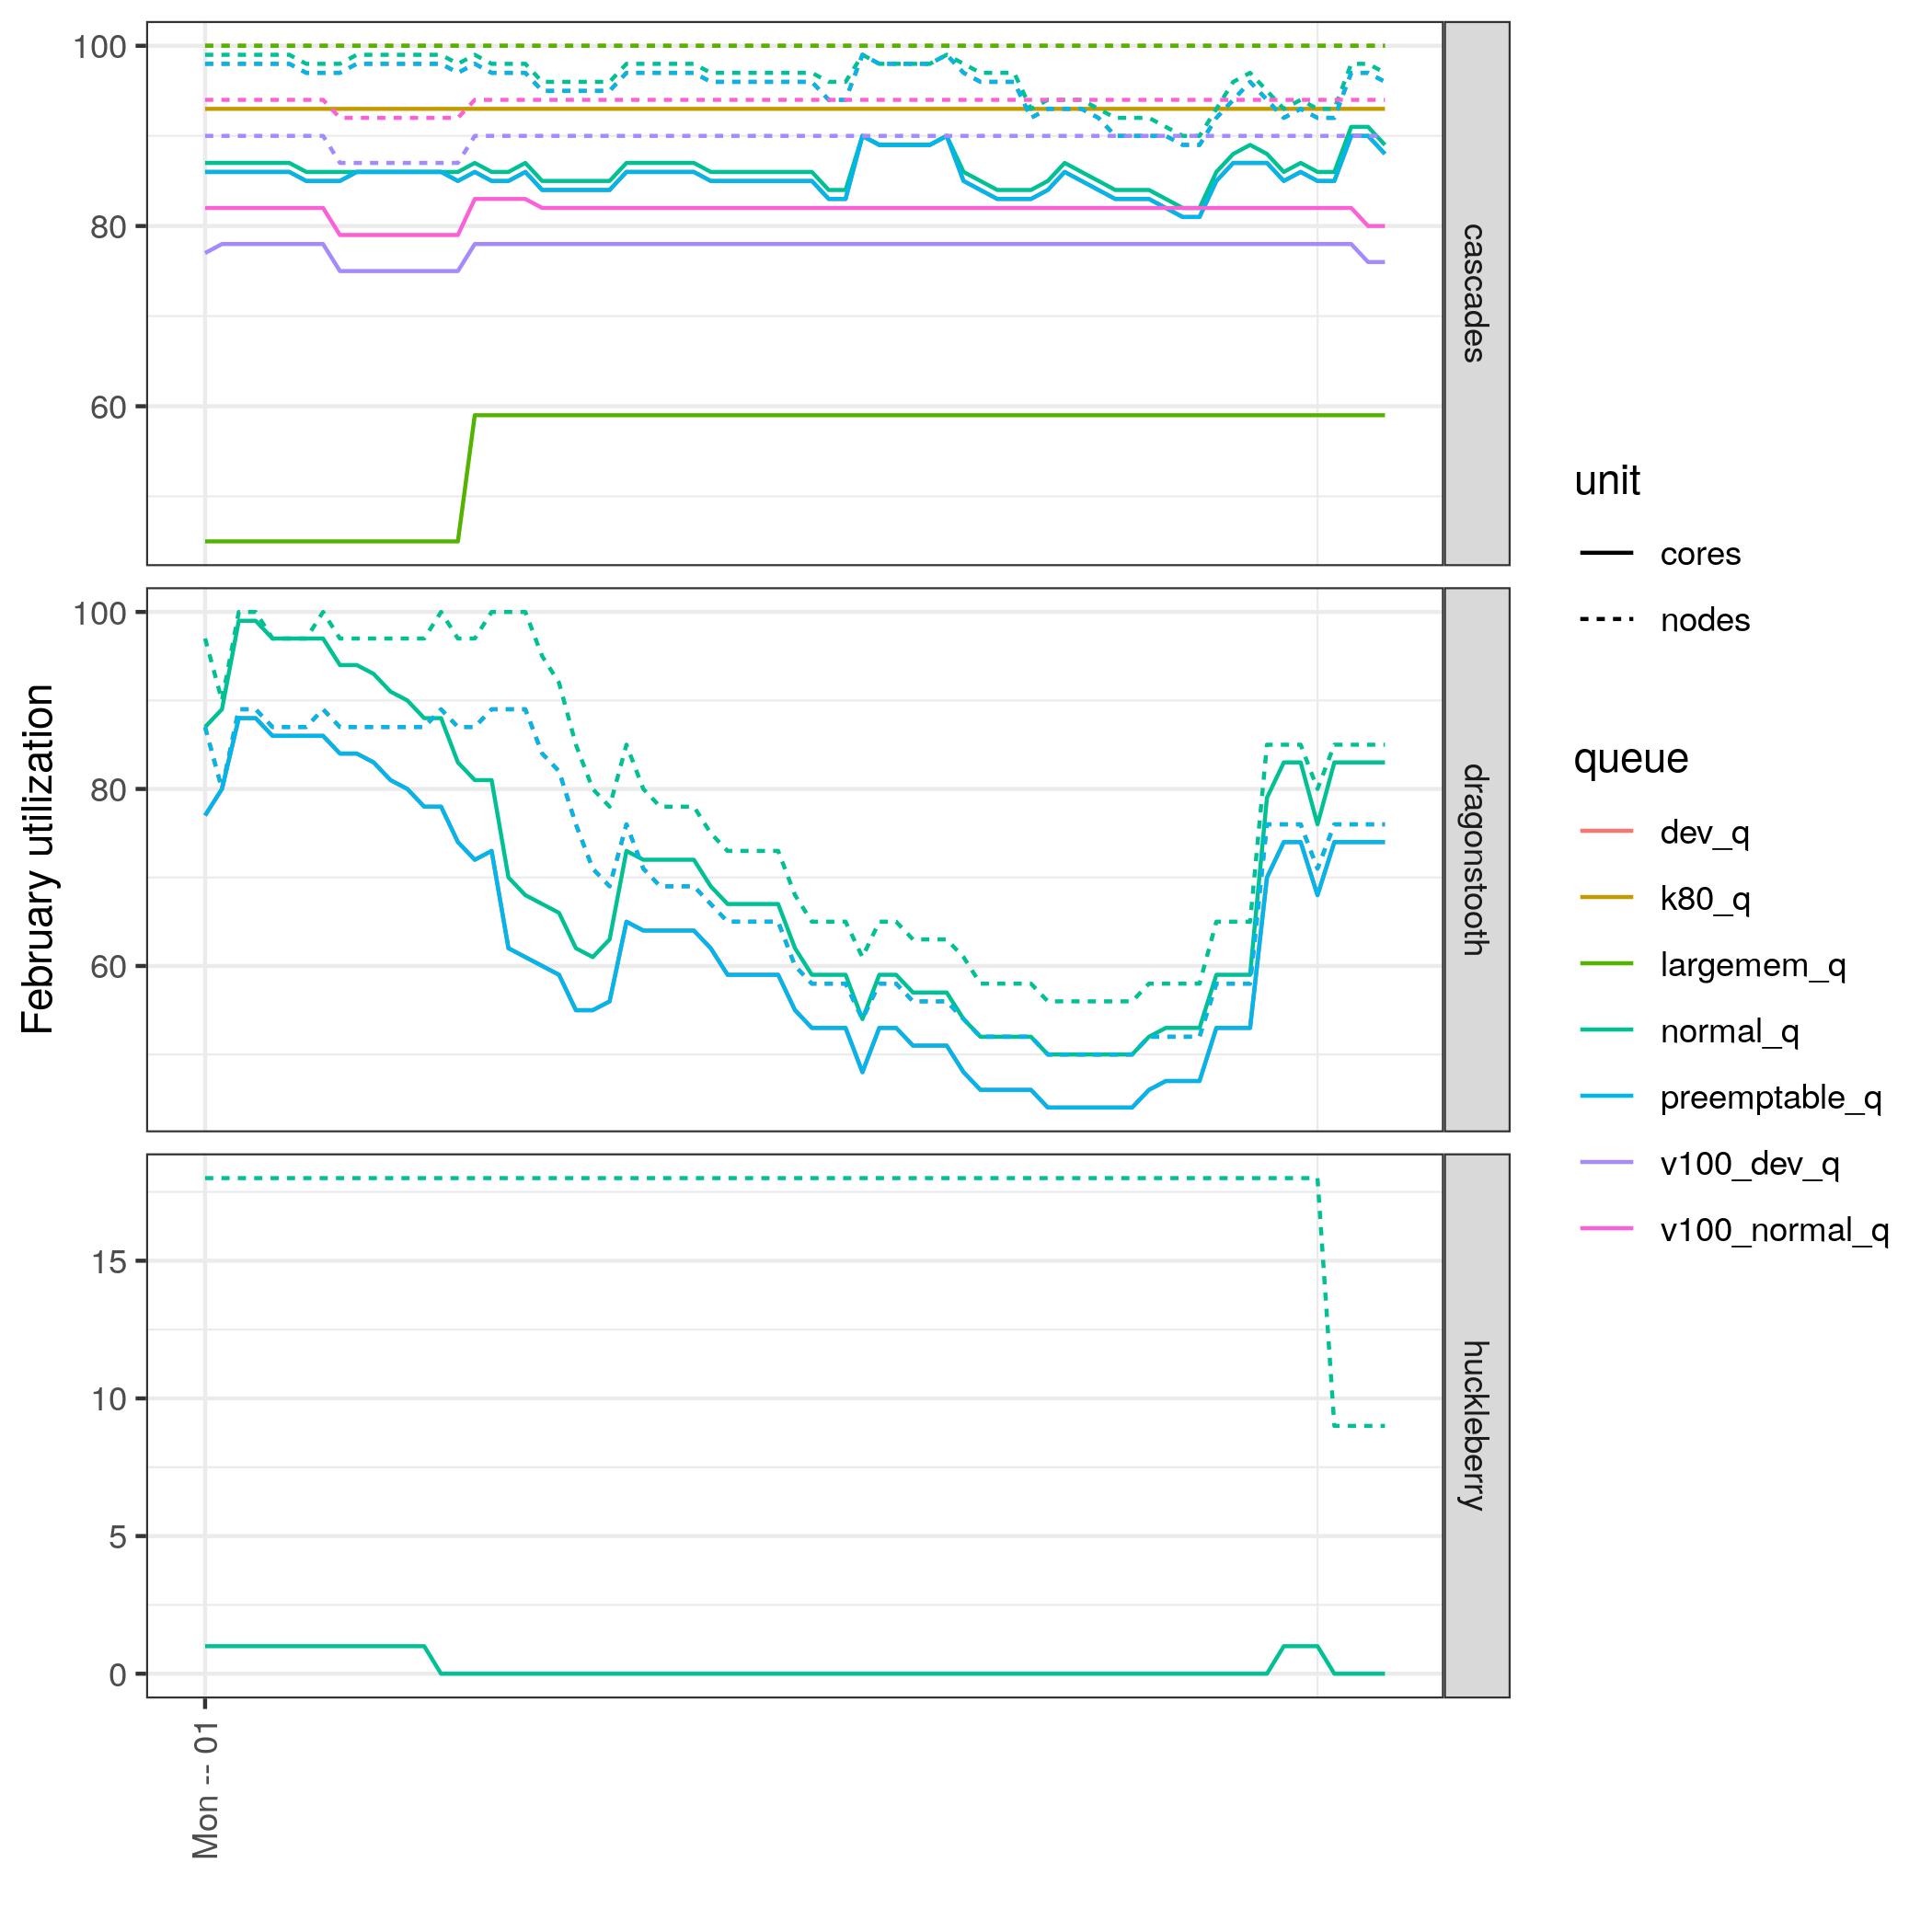 February utilization
100
80
60
cascades
100
80
60
dragonstooth
15
10
5
0
huckleberry
Mon -- 01
unit
cores
nodes
queue
dev_q
k80_q
largemem_q
normal_q
preemptable_q
v100_dev_q
v100_normal_q